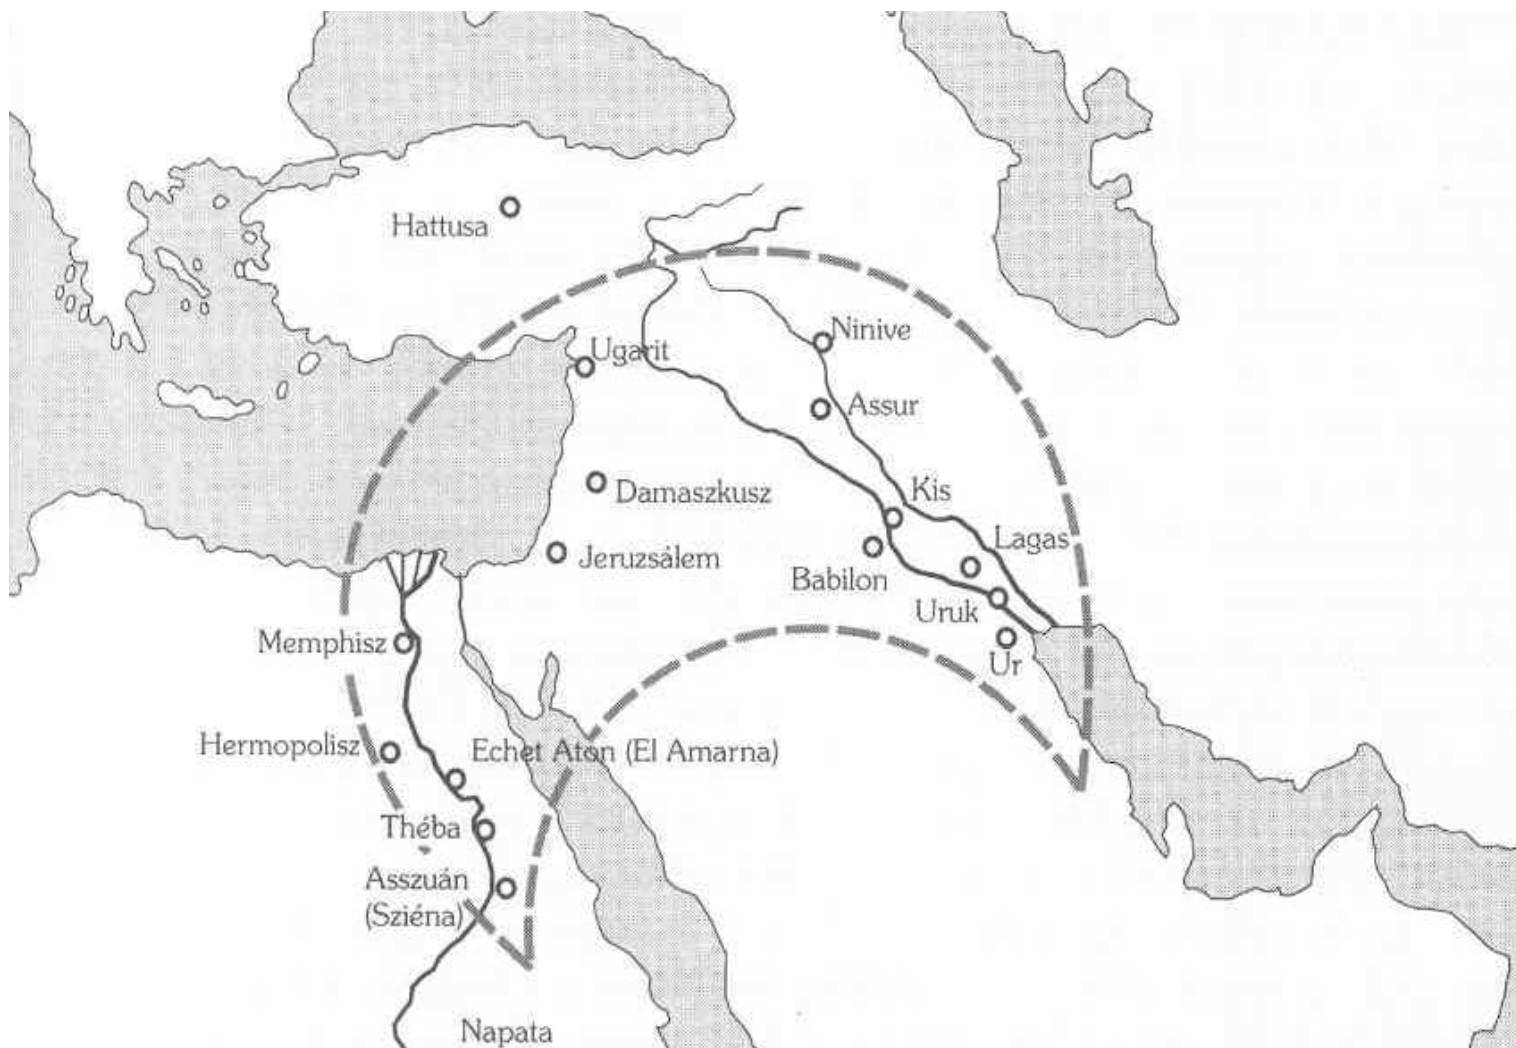 Hattusa
Ninive
Ugarit
Assur
Damaszkusz
Kis
Lagas
Jeruzsálem
Babilon
Uruk
Memphisz
Ur
Hermopolisz
Echet Aton (El Amarna)
Théba
Asszuán
(Sziéna)
Napata